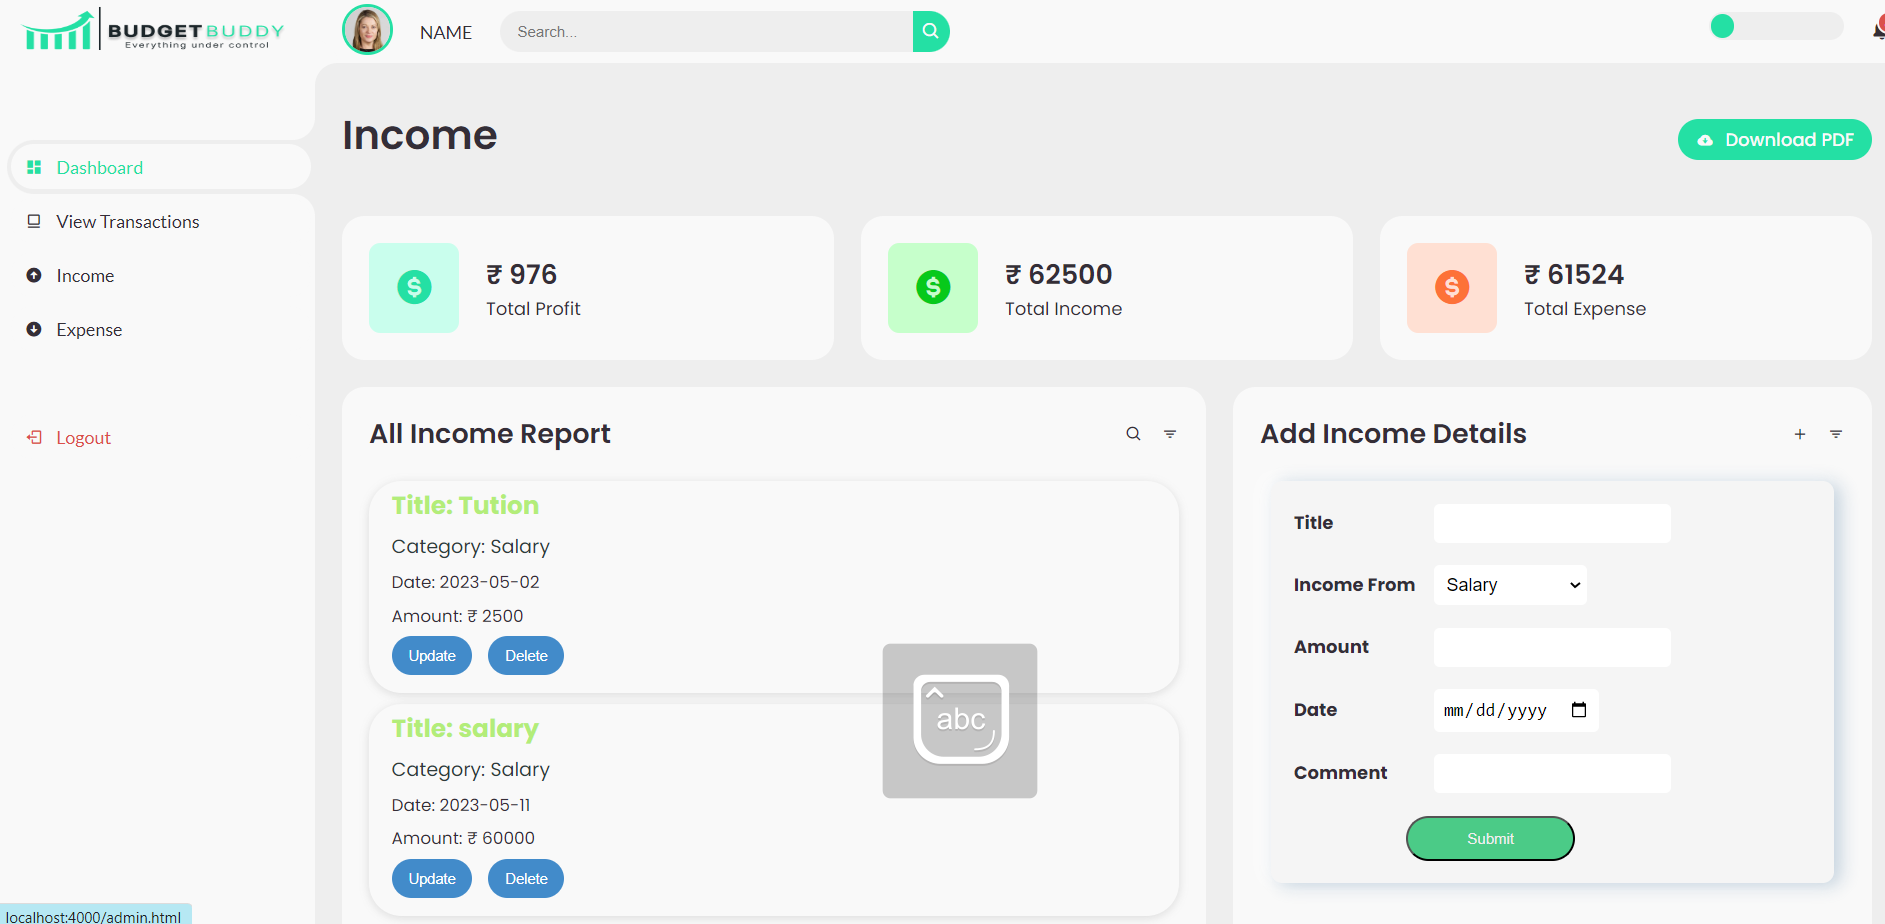 BUDGETBUDDY
Everything under control
NAME
Search...
Dashboard
View Transactions
Income
Expense
Logout
Income
Download PDF
₹ 976
Total Profit
₹ 62500
Total Income
₹ 61524
Total Expense
All Income Report
Title: Tution
Category: Salary
Date: 2023-05-02
Amount: ₹ 2500
Update Delete
Title: salary
Category: Salary
Date: 2023-05-11
Amount: ₹ 60000
Update Delete
abc
Add Income Details
Title
Income From Salary
Amount
Date mm/dd/yyyy
Comment
Submit
localhost:4000/admin.html